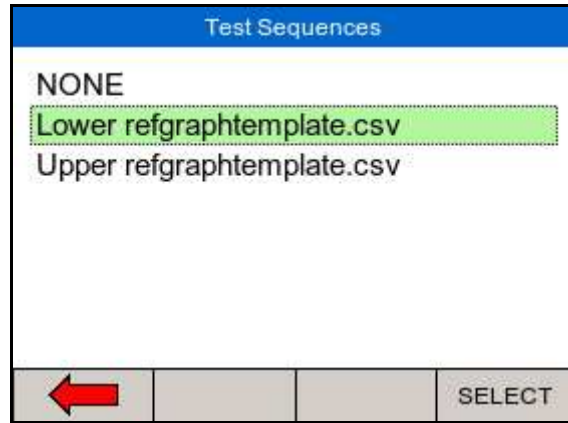 Test Sequences
NONE
Lower refgraphtemplate.csv
Upper refgraphtemplate.csv
SELECT